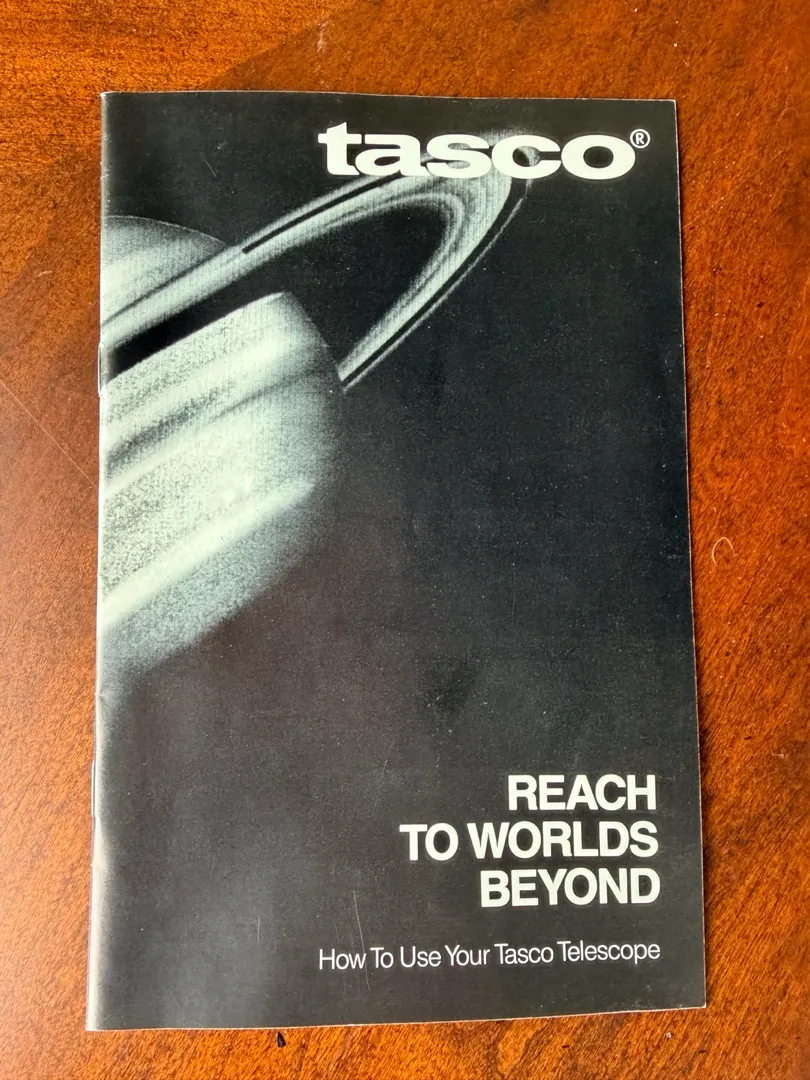 tasco®
REACH
TO WORLDS
BEYOND
How To Use Your Tasco Telescope